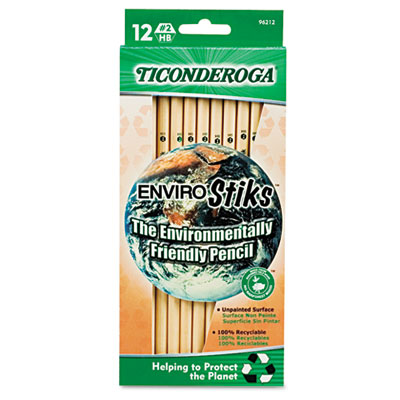 12 #2 HB
96212
TICONDEROGA
ENVIRO Stiks™
The Environmentally
Friendly Pencil
• Unpainted Surface
Surface Non Peinte
Superficie Sin Pintar
• 100% Recyclable
100% Recyclables
100% Reciclables
Helping to Protect
the Planet